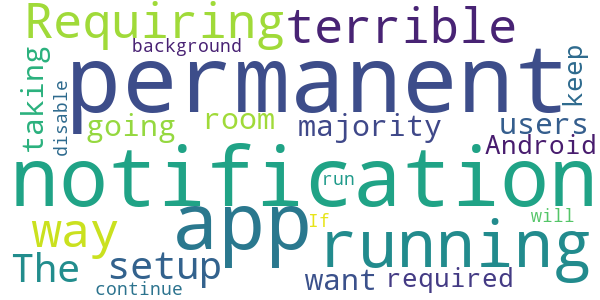 Requiring terrible
background
permanent
taking keep
disable
going room majority users
Android
notification
run
way app If running will
The setup want required
continue